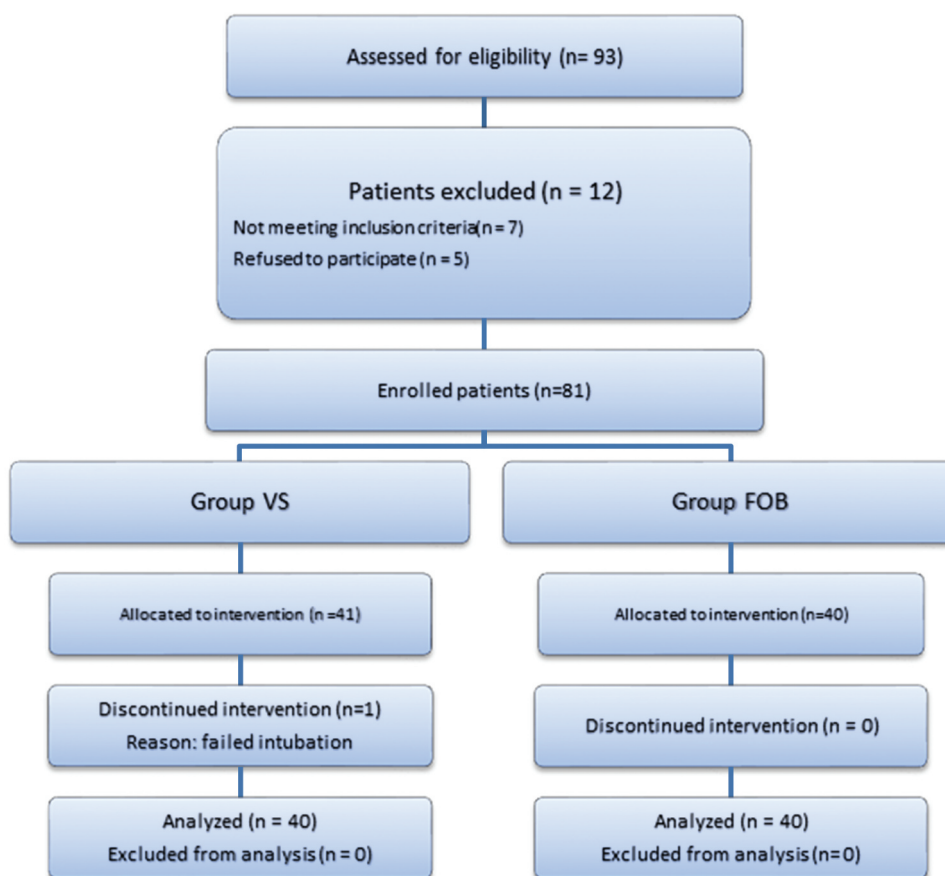 Assessed for eligibility (n= 93)
Patients excluded (n = 12)
Not meeting inclusion criteria(n = 7)
Refused to participate (n = 5)
Enrolled patients (n=81)
Group VS
Group FOB
Allocated to intervention (n =41)
Allocated to intervention (n=40)
Discontinued intervention (n=1)
Reason: failed intubation
Discontinued intervention (n = 0)
Analyzed (n = 40)
Excluded from analysis (n = 0)
Analyzed (n = 40)
Excluded from analysis (n=0)